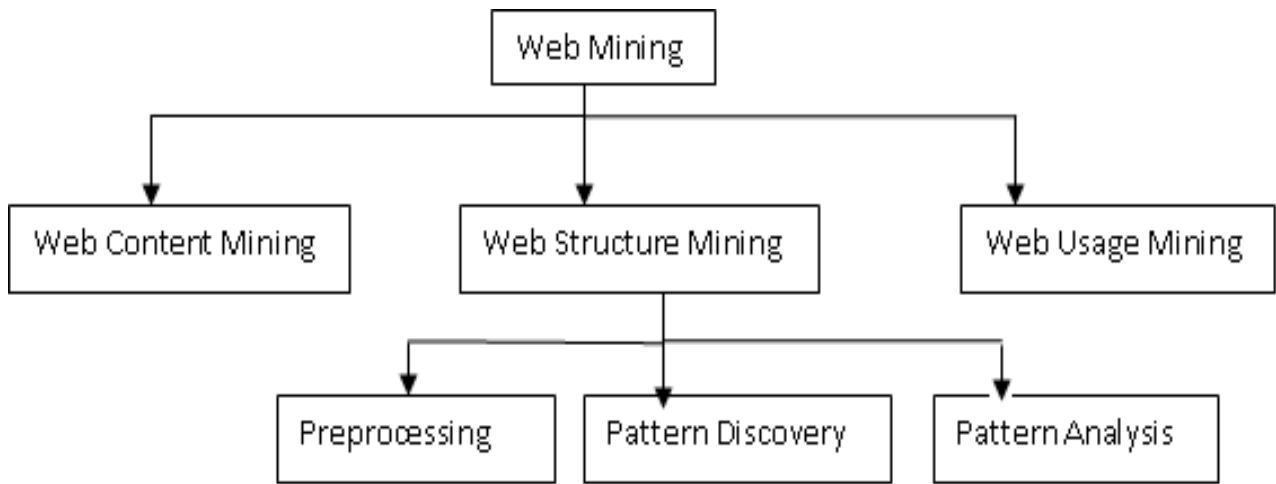 Web Mining
Web Content Mining
Web Structure Mining
Web Usage Mining
Preprocessing
Pattern Discovery
Pattern Analysis